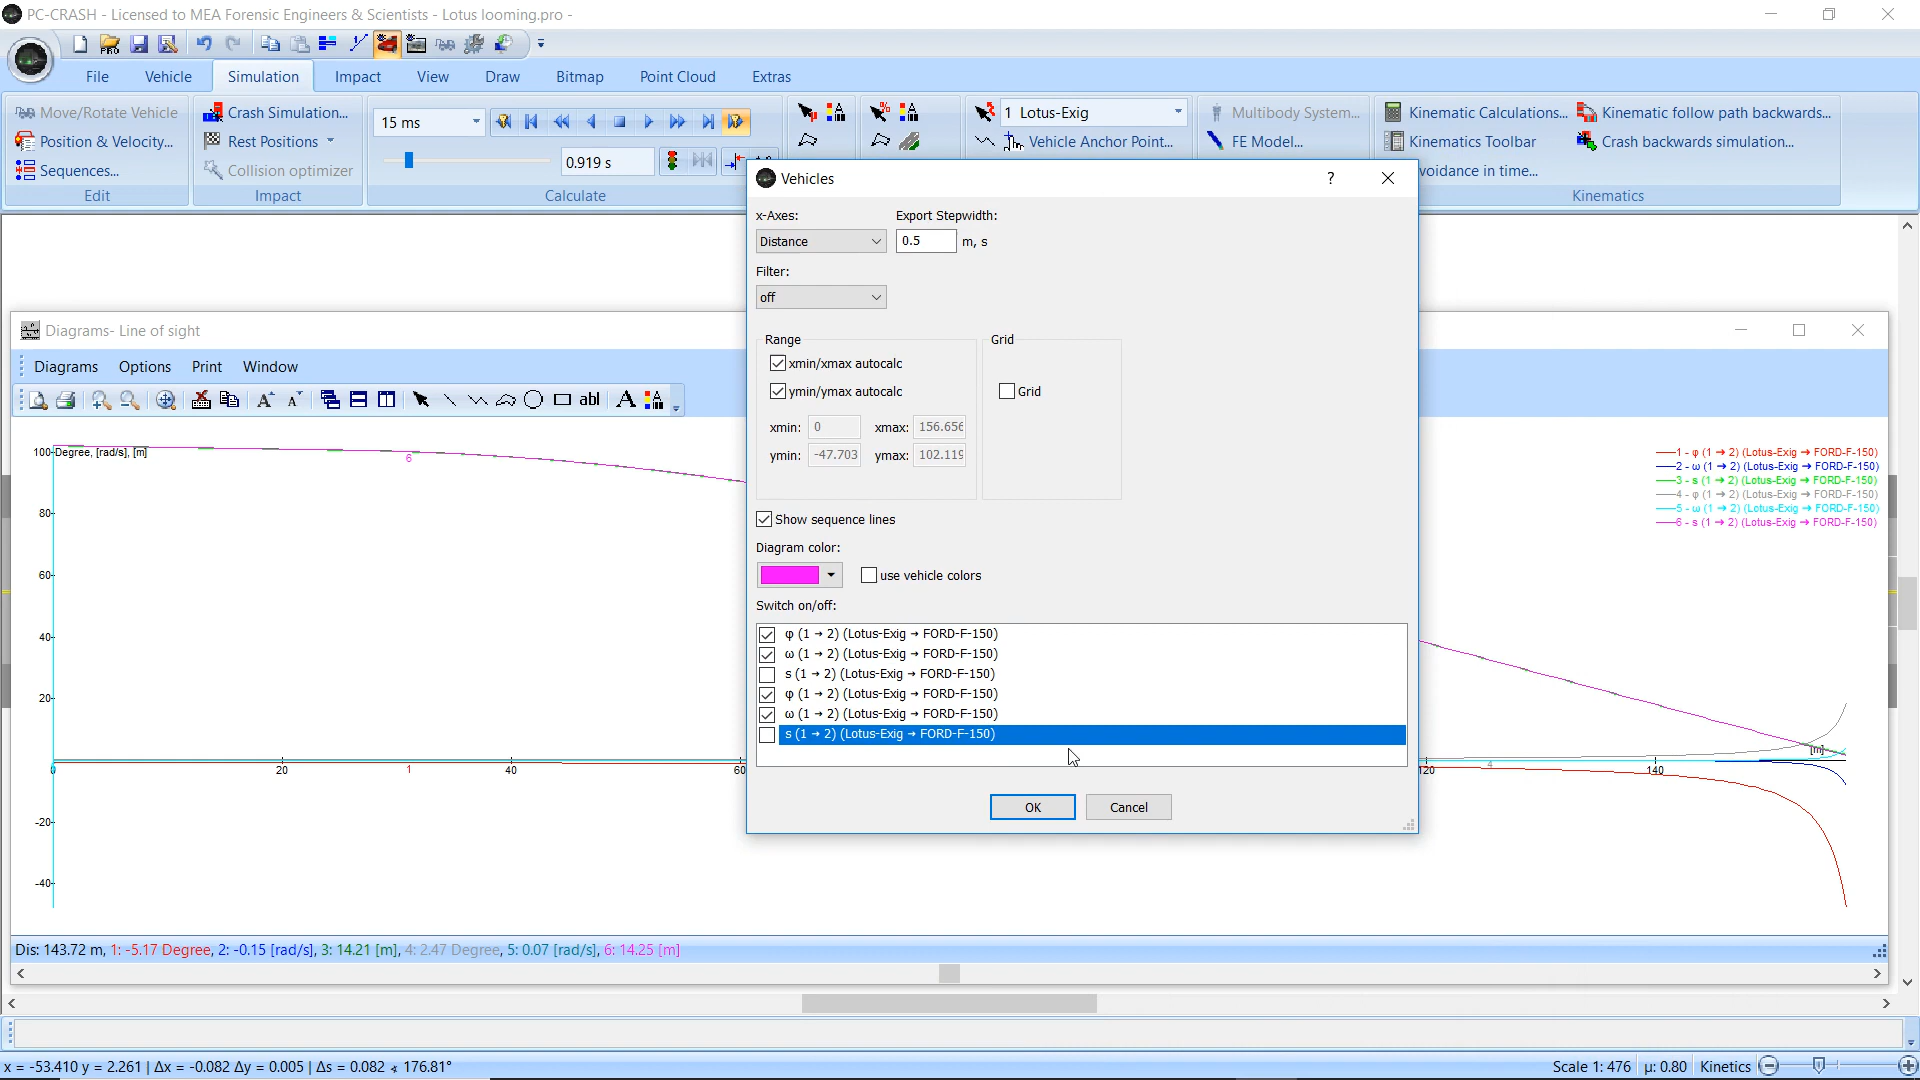 PC-CRASH - Licensed to MEA Forensic Engineers & Scientists - Lotus looming.pro -
File Vehicle Simulation Impact View Draw Bitmap Point Cloud Extras
Move/Rotate Vehicle
Position & Velocity...
Sequences...
Edit
Crash Simulation...
Rest Positions
Collision optimizer
Impact
15 ms
0.919 s
Calculate
1 Lotus-Exig
Vehicle Anchor Point...
Multibody System...
FE Model...
Kinematic Calculations...
Kinematics Toolbar
voidance in time...
Kinematic follow path backwards...
Crash backwards simulation...
Kinematics
Diagrams- Line of sight
Diagrams Options Print Window
abl
A
100 Degree, [rad/s], [m]
80
60
40
20
0 20 40 60
-20
-40
6
1
4
120 140
[m]
1 - φ (1 → 2) (Lotus-Exig → FORD-F-150)
2 - ω (1 → 2) (Lotus-Exig → FORD-F-150)
3 - s (1 → 2) (Lotus-Exig → FORD-F-150)
4 - φ (1 → 2) (Lotus-Exig → FORD-F-150)
5 - ω (1 → 2) (Lotus-Exig → FORD-F-150)
6 - s (1 → 2) (Lotus-Exig → FORD-F-150)
Vehicles
?
x-Axes:
Distance
Export Stepwidth:
0.5 m, s
Filter:
off
Range
xmin/xmax autocalc
ymin/ymax autocalc
xmin: 0 xmax: 156.656
ymin: -47.703 ymax: 102.119
Grid
Grid
Show sequence lines
Diagram color:
use vehicle colors
Switch on/off:
φ (1 → 2) (Lotus-Exig → FORD-F-150)
ω (1 → 2) (Lotus-Exig → FORD-F-150)
s (1 → 2) (Lotus-Exig → FORD-F-150)
φ (1 → 2) (Lotus-Exig → FORD-F-150)
ω (1 → 2) (Lotus-Exig → FORD-F-150)
s (1 → 2) (Lotus-Exig → FORD-F-150)
OK Cancel
Dis: 143.72 m, 1: -5.17 Degree, 2: -0.15 [rad/s], 3: 14.21 [m], 4: 2.47 Degree, 5: 0.07 [rad/s], 6: 14.25 [m]
x = -53.410 y = 2.261 | Δx = -0.082 Δy = 0.005 | Δs = 0.082 ∢ 176.81°
Scale 1: 476 μ: 0.80 Kinetics